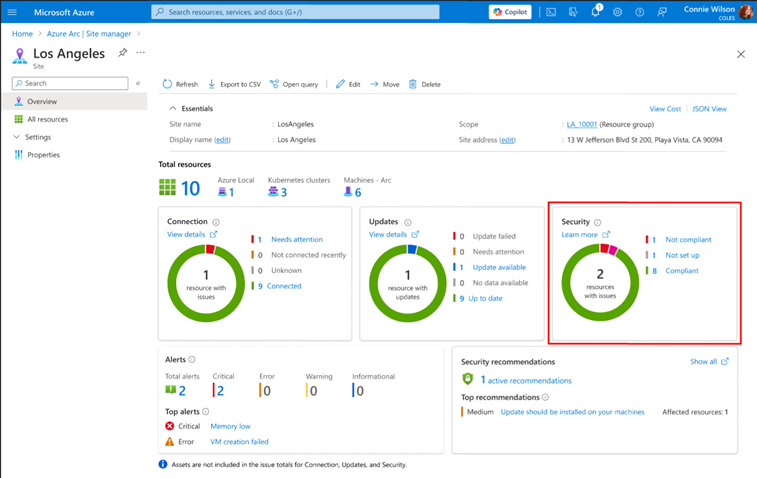 Microsoft Azure
Search resources, services, and docs (G+/)
Copilot
1
Connie Wilson
COLES
Home > Azure Arc | Site manager >
Los Angeles
Site
Search
Overview
All resources
Settings
Properties
Refresh Export to CSV Open query Edit Move Delete
Essentials
View Cost JSON View
Site name : LosAngeles
Scope : LA_10001 (Resource group)
Display name (edit) : Los Angeles
Site address (edit) : 13 W Jefferson Blvd St 200, Playa Vista, CA 90094
Total resources
10
Azure Local
1
Kubernetes clusters
3
Machines - Arc
6
Connection
View details
1
resource with
issues
1 Needs attention
0 Not connected recently
0 Unknown
9 Connected
Updates
View details
1
resource with
updates
0 Update failed
0 Needs attention
1 Update available
0 No data available
9 Up to date
Security
Learn more
2
resources
with issues
1 Not compliant
1 Not set up
8 Compliant
Alerts
Total alerts
2
Critical
2
Error
0
Warning
0
Informational
0
Top alerts
Critical Memory low
Error VM creation failed
Security recommendations
Show all
1 active recommendations
Top recommendations
Medium Update should be installed on your machines Affected resources: 1
Assets are not included in the issue totals for Connection, Updates, and Security.